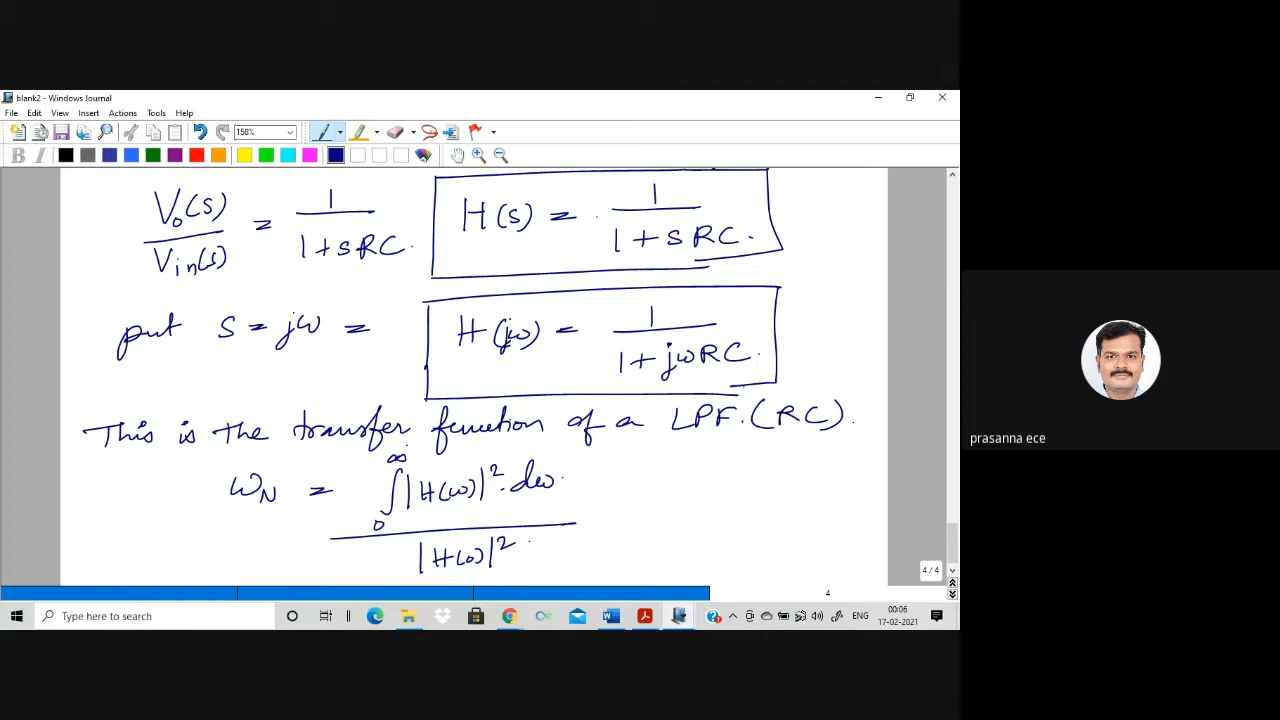 blank2 - Windows Journal
File Edit View Insert Actions Tools Help
158%
B I
V₀(s) / Vin(s) = 1 / 1+sRC. H(s) = 1 / 1+sRC.
put s = jω = H(jω) = 1 / 1+jωRC.
This is the transfer function of a LPF. (RC).
ωN = ∫₀^∞ |H(ω)|². dω. / |H(0)|².
4 / 4
4
prasanna ece
Type here to search
ENG
00:06
17-02-2021